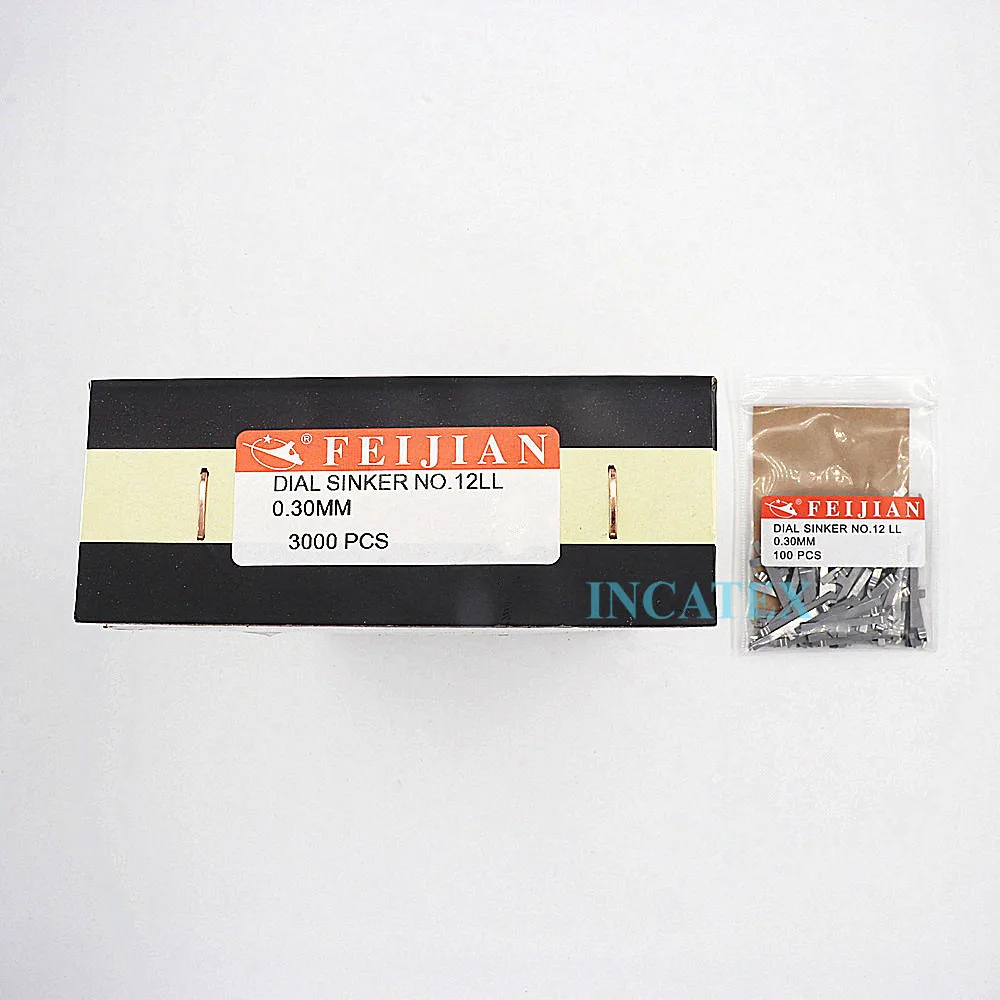 ® FEIJIAN
DIAL SINKER NO.12LL
0.30MM
3000 PCS
FEIJIAN
DIAL SINKER NO.12 LL
0.30MM
100 PCS
INCATEX